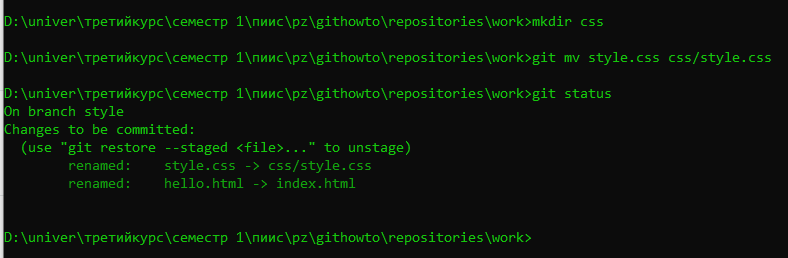 D:\univer\третийкурс\семестр 1\пиис\pz\githowto\repositories\work>mkdir css
D:\univer\третийкурс\семестр 1\пиис\pz\githowto\repositories\work>git mv style.css css/style.css
D:\univer\третийкурс\семестр 1\пиис\pz\githowto\repositories\work>git status
On branch style
Changes to be committed:
  (use "git restore --staged <file>..." to unstage)
        renamed:    style.css -> css/style.css
        renamed:    hello.html -> index.html
D:\univer\третийкурс\семестр 1\пиис\pz\githowto\repositories\work>